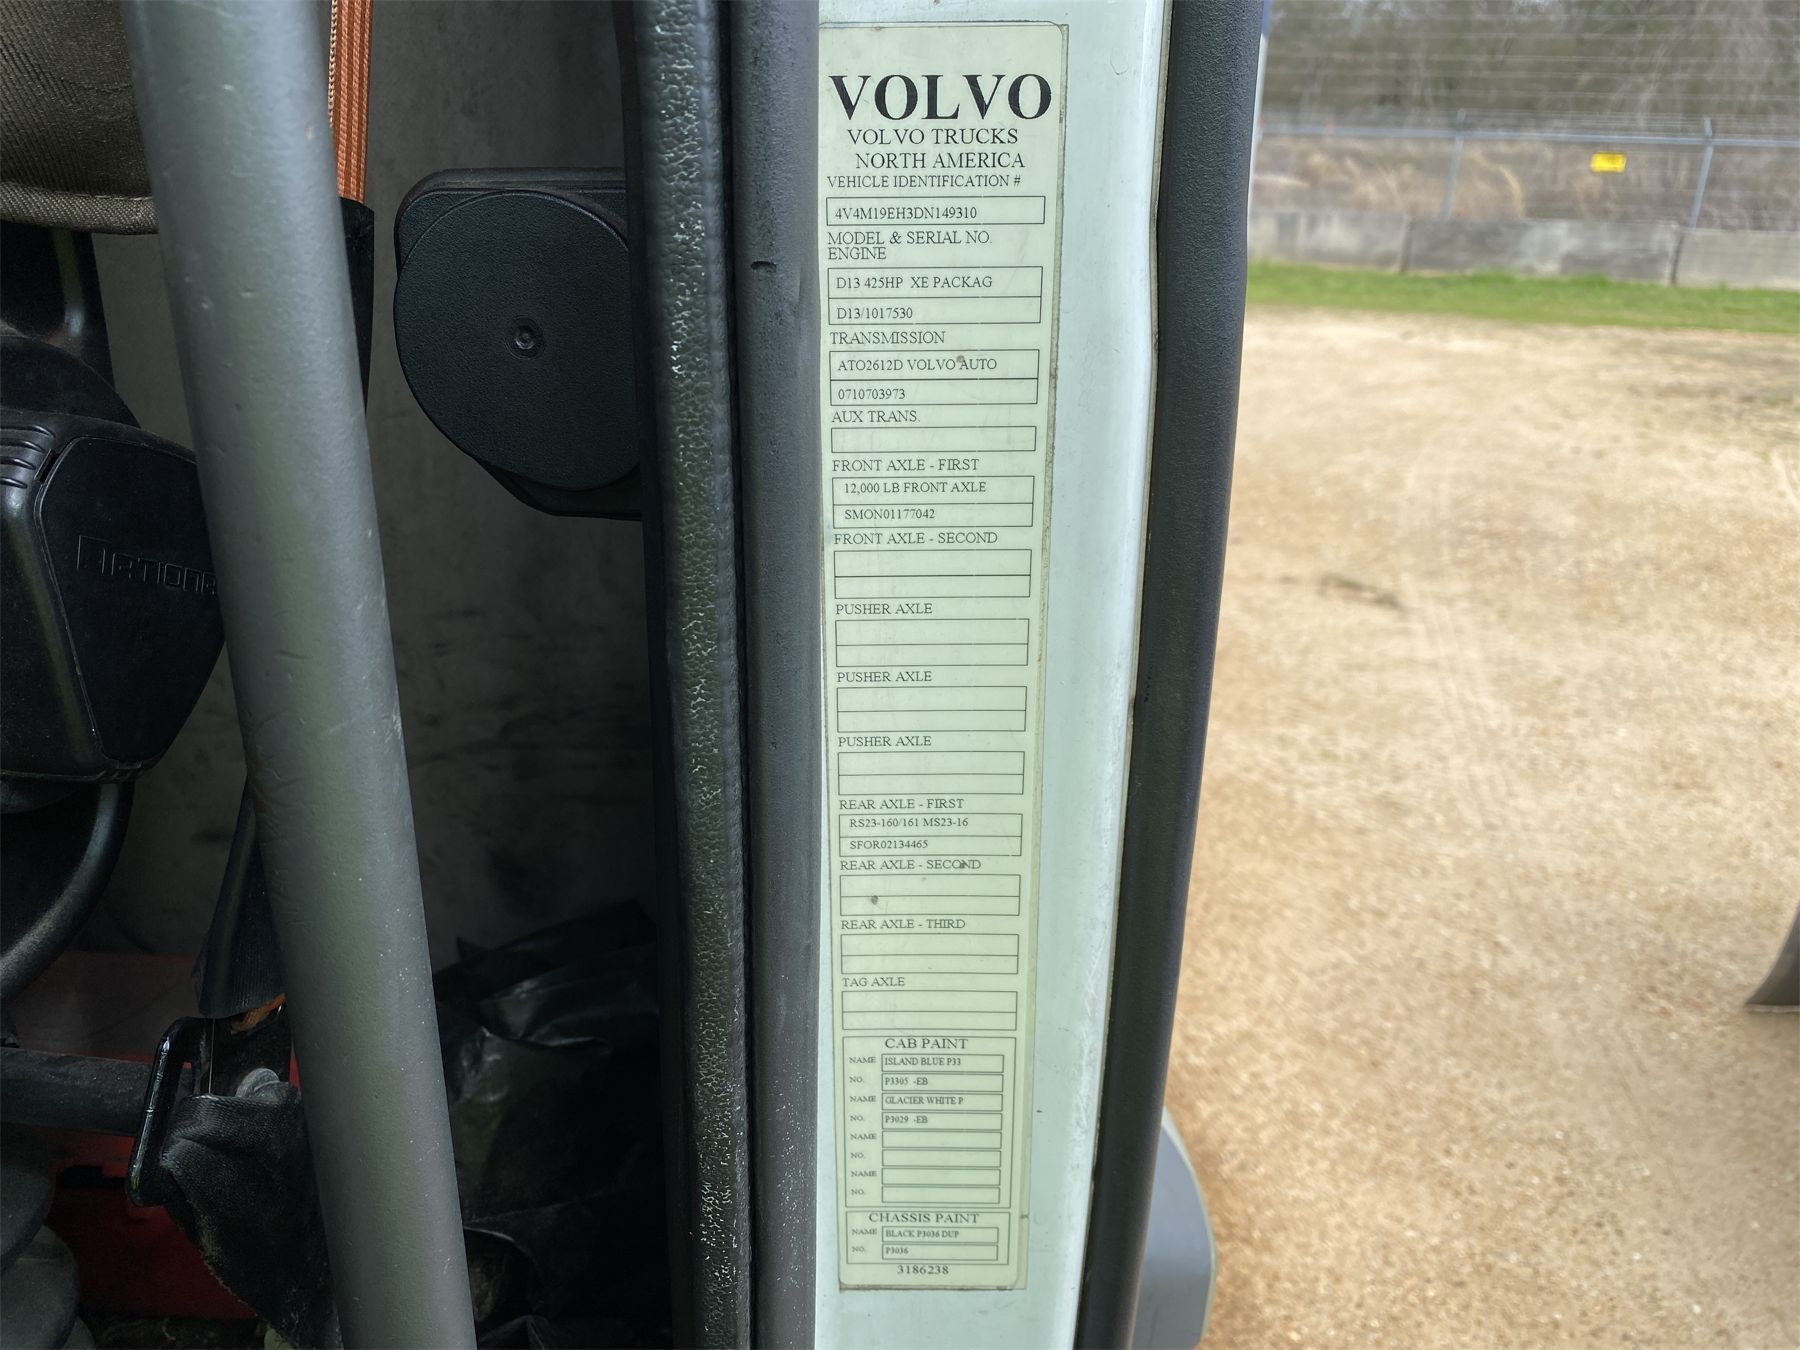 VOLVO
VOLVO TRUCKS
NORTH AMERICA
VEHICLE IDENTIFICATION #
4V4M19EH3DN149310
MODEL & SERIAL NO.
ENGINE
D13 425HP XE PACKAG
D13/1017530
TRANSMISSION
ATO2612D VOLVO AUTO
0710703973
AUX TRANS.
FRONT AXLE - FIRST
12,000 LB FRONT AXLE
SMON01177042
FRONT AXLE - SECOND
PUSHER AXLE
PUSHER AXLE
PUSHER AXLE
REAR AXLE - FIRST
RS23-160/161 MS23-16
SFOR02134465
REAR AXLE - SECOND
REAR AXLE - THIRD
TAG AXLE
CAB PAINT
NAME ISLAND BLUE P33
NO. P3305 -EB
NAME GLACIER WHITE P
NO. P3029 -EB
NAME
NO.
NAME
NO.
CHASSIS PAINT
NAME BLACK P3036 DUP
NO. P3036
3186238